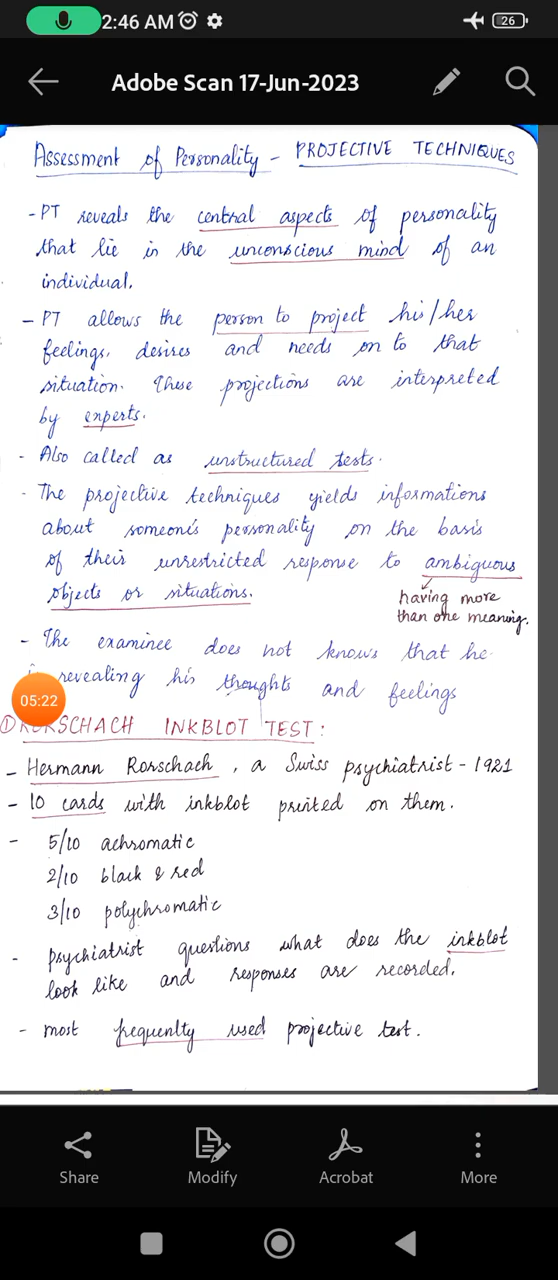 2:46 AM
26
Adobe Scan 17-Jun-2023
Assessment of Personality - PROJECTIVE TECHNIQUES
- PT reveals the central aspects of personality
that lie in the unconscious mind of an
individual.
- PT allows the person to project his/her
feelings, desires and needs on to that
situation. These projections are interpreted
by experts.
- Also called as unstructured tests.
- The projective techniques yields informations
about someone's personality on the basis
of their unrestricted response to ambiguous
objects or situations.
having more
than one meaning.
- The examinee does not knows that he
revealing his thoughts and feelings
05:22
① RORSCHACH INKBLOT TEST:
- Hermann Rorschach, a Swiss psychiatrist - 1921
- 10 cards with inkblot printed on them.
- 5/10 achromatic
2/10 black & red
3/10 polychromatic
- psychiatrist questions what does the inkblot
look like and responses are recorded.
- most frequenlty used projective test.
Share
Modify
Acrobat
More